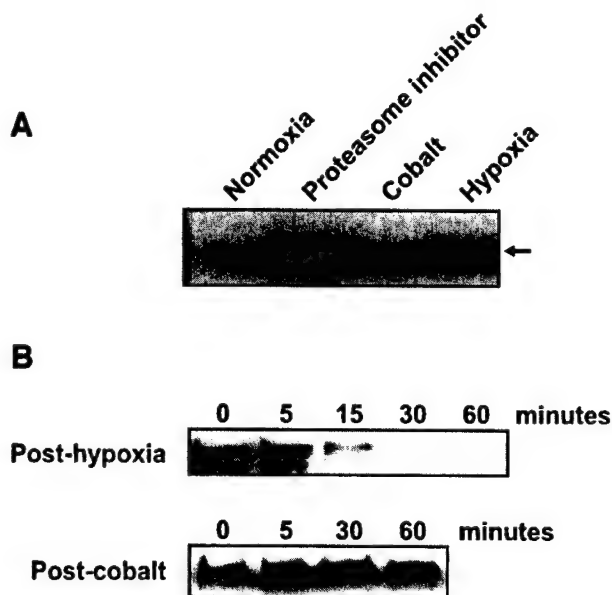 A
Normoxia
Proteasome inhibitor
Cobalt
Hypoxia
B
0 5 15 30 60 minutes
Post-hypoxia
0 5 30 60 minutes
Post-cobalt